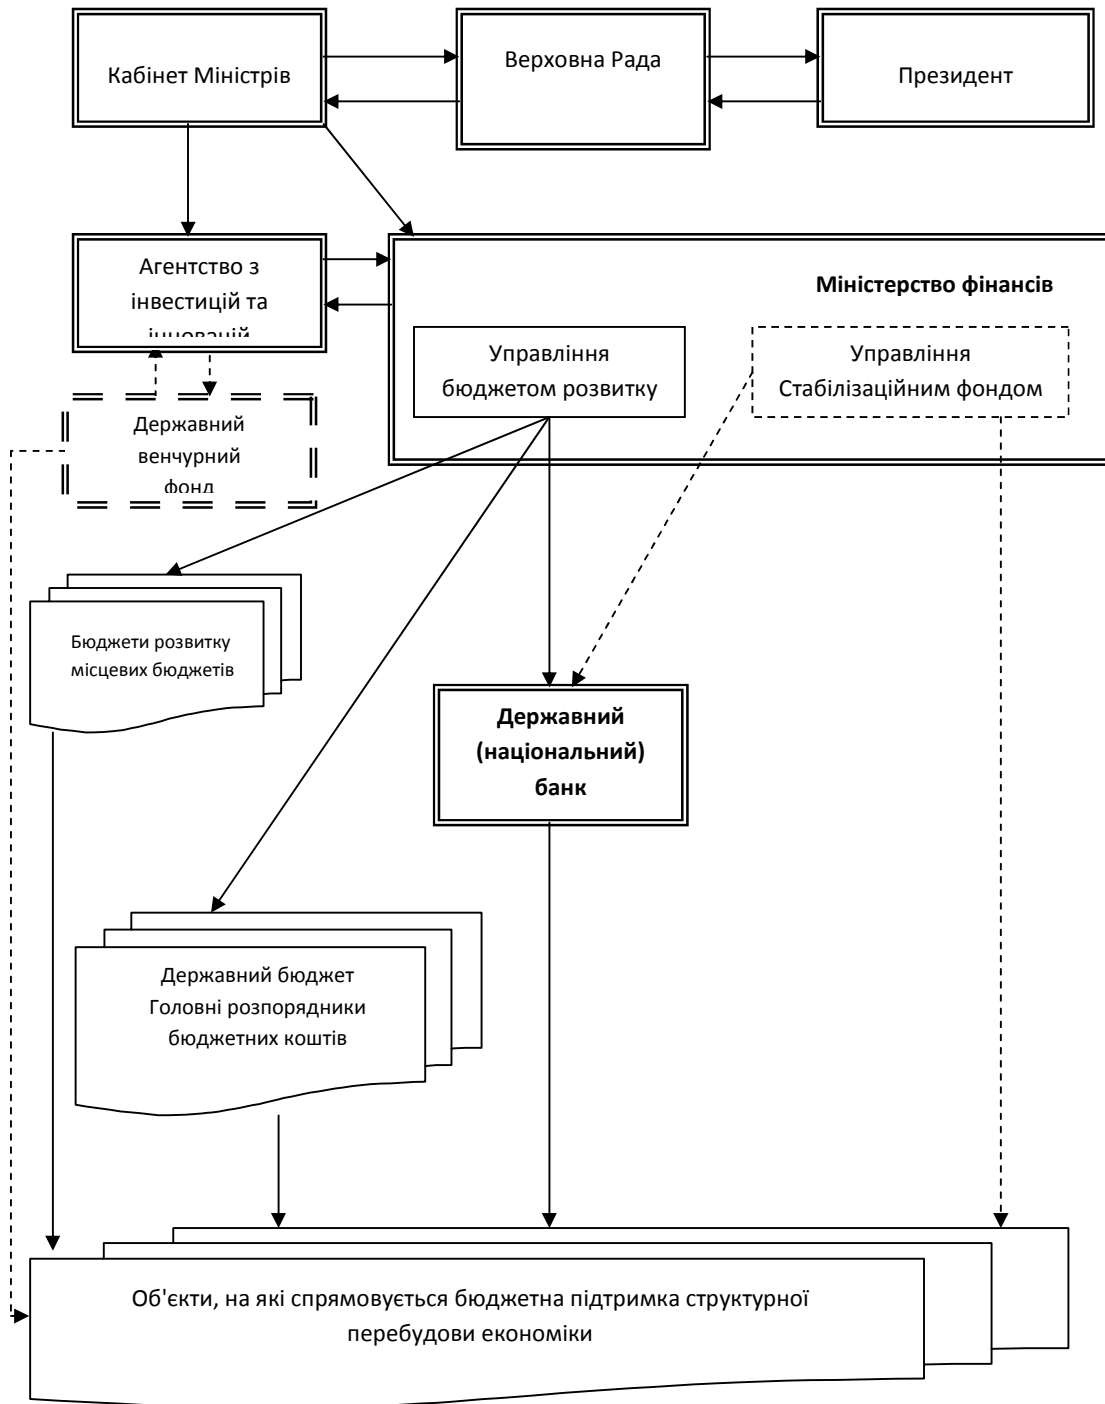 Кабінет Міністрів
Верховна Рада
Президент
Агентство з
інвестицій та
інновацій
Міністерство фінансів
Управління
бюджетом розвитку
Управління
Стабілізаційним фондом
Державний
венчурний
фонд
Бюджети розвитку
місцевих бюджетів
Державний
(національний)
банк
Державний бюджет
Головні розпорядники
бюджетних коштів
Об'єкти, на які спрямовується бюджетна підтримка структурної
перебудови економіки